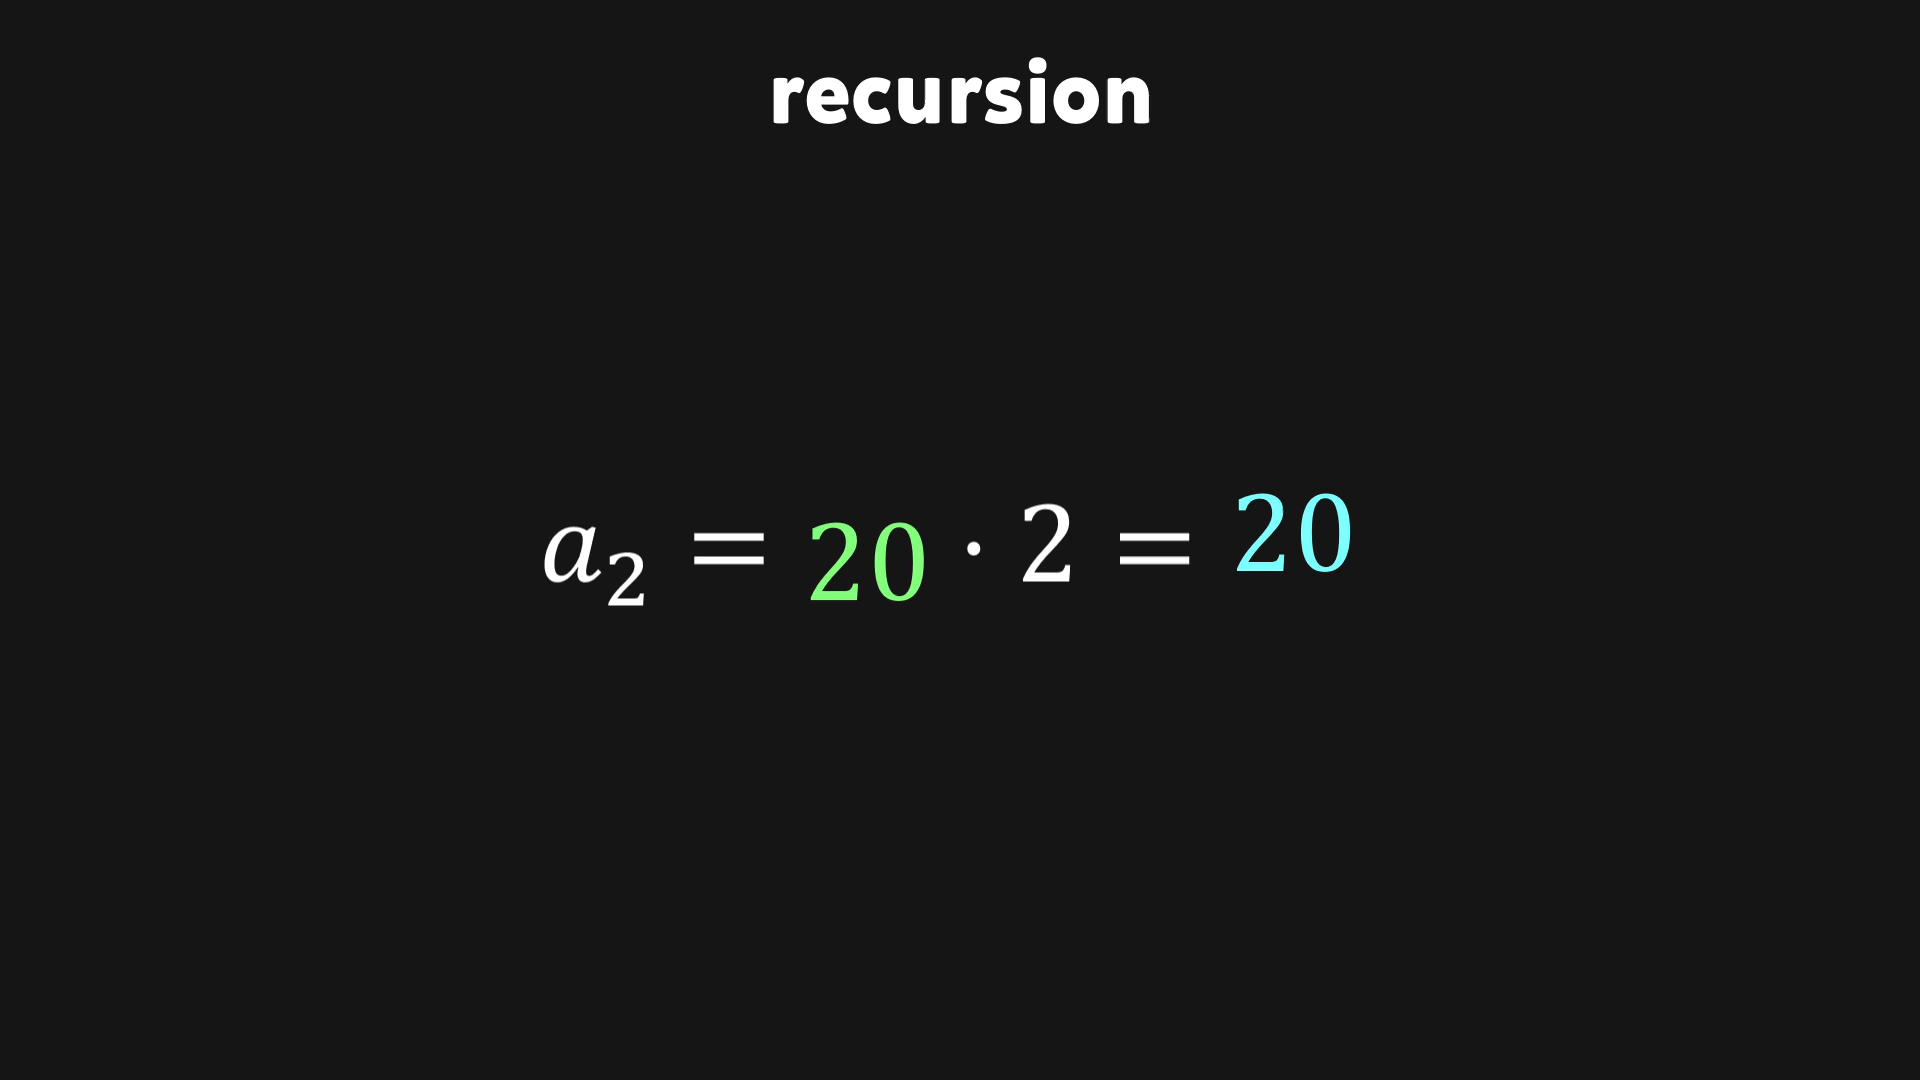 recursion
a₂ = 20 · 2 = 20